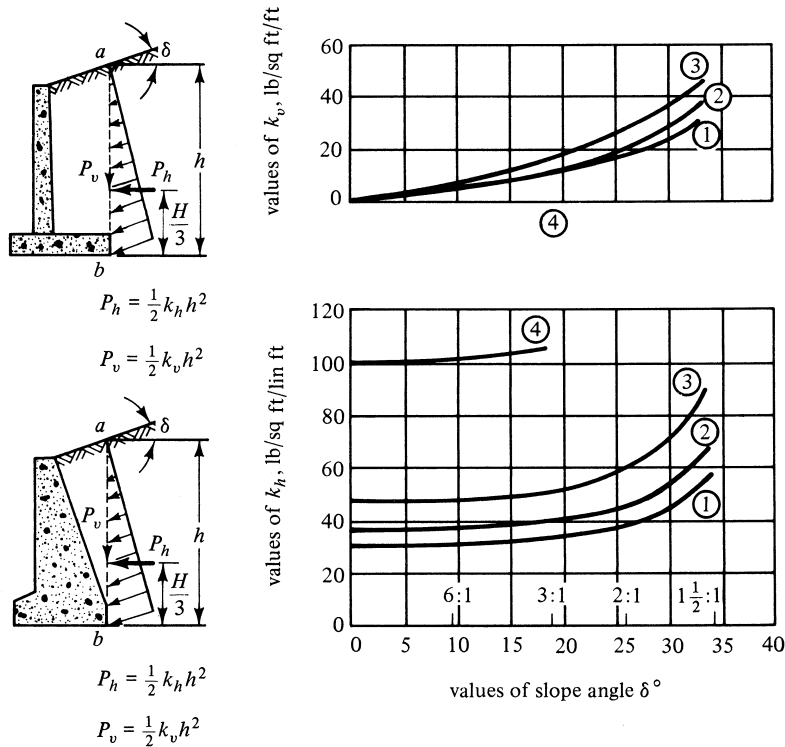 a
δ
P_v
P_h
h
H/3
b
P_h = 1/2 k_h h²
P_v = 1/2 k_v h²
a
δ
P_v
P_h
h
H/3
b
P_h = 1/2 k_h h²
P_v = 1/2 k_v h²
values of k_v, lb/sq ft/ft
60
40
20
0
③
②
①
④
values of k_h, lb/sq ft/lin ft
120
100
80
60
40
20
0
④
③
②
①
6:1
3:1
2:1
1 1/2:1
0
5
10
15
20
25
30
35
40
values of slope angle δ°